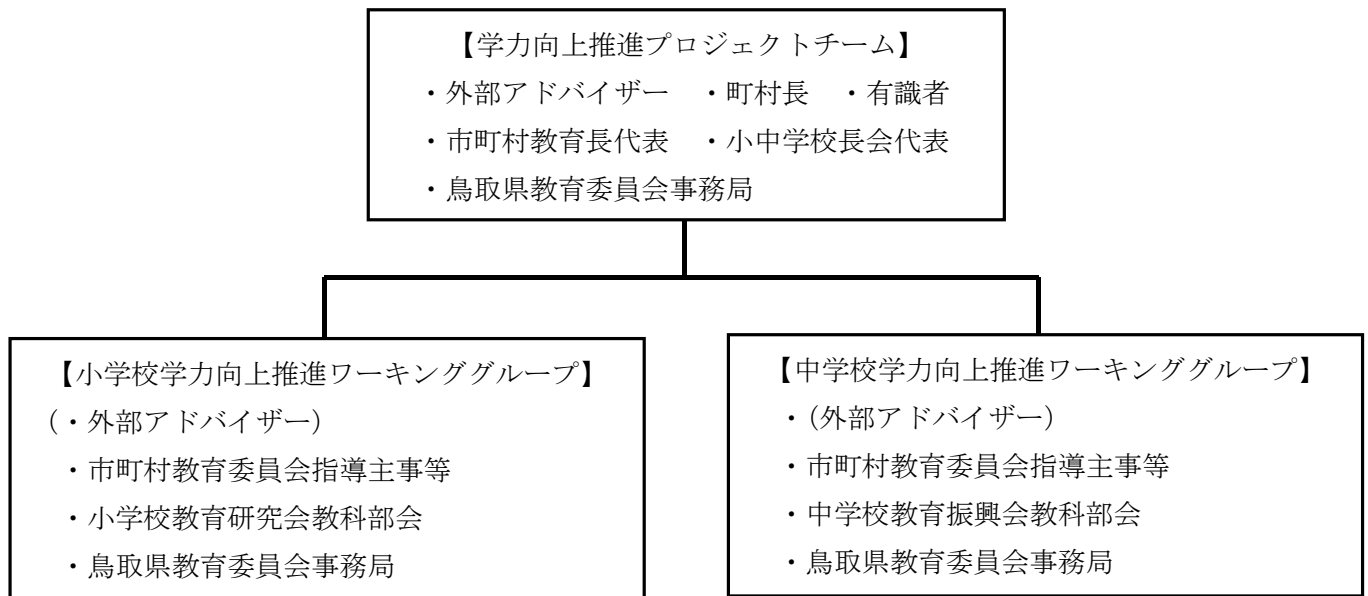 【学力向上推進プロジェクトチーム】
・外部アドバイザー ・町村長 ・有識者
・市町村教育長代表 ・小中学校長会代表
・鳥取県教育委員会事務局
【小学校学力向上推進ワーキンググループ】
（・外部アドバイザー）
・市町村教育委員会指導主事等
・小学校教育研究会教科部会
・鳥取県教育委員会事務局
【中学校学力向上推進ワーキンググループ】
・（外部アドバイザー）
・市町村教育委員会指導主事等
・中学校教育振興会教科部会
・鳥取県教育委員会事務局